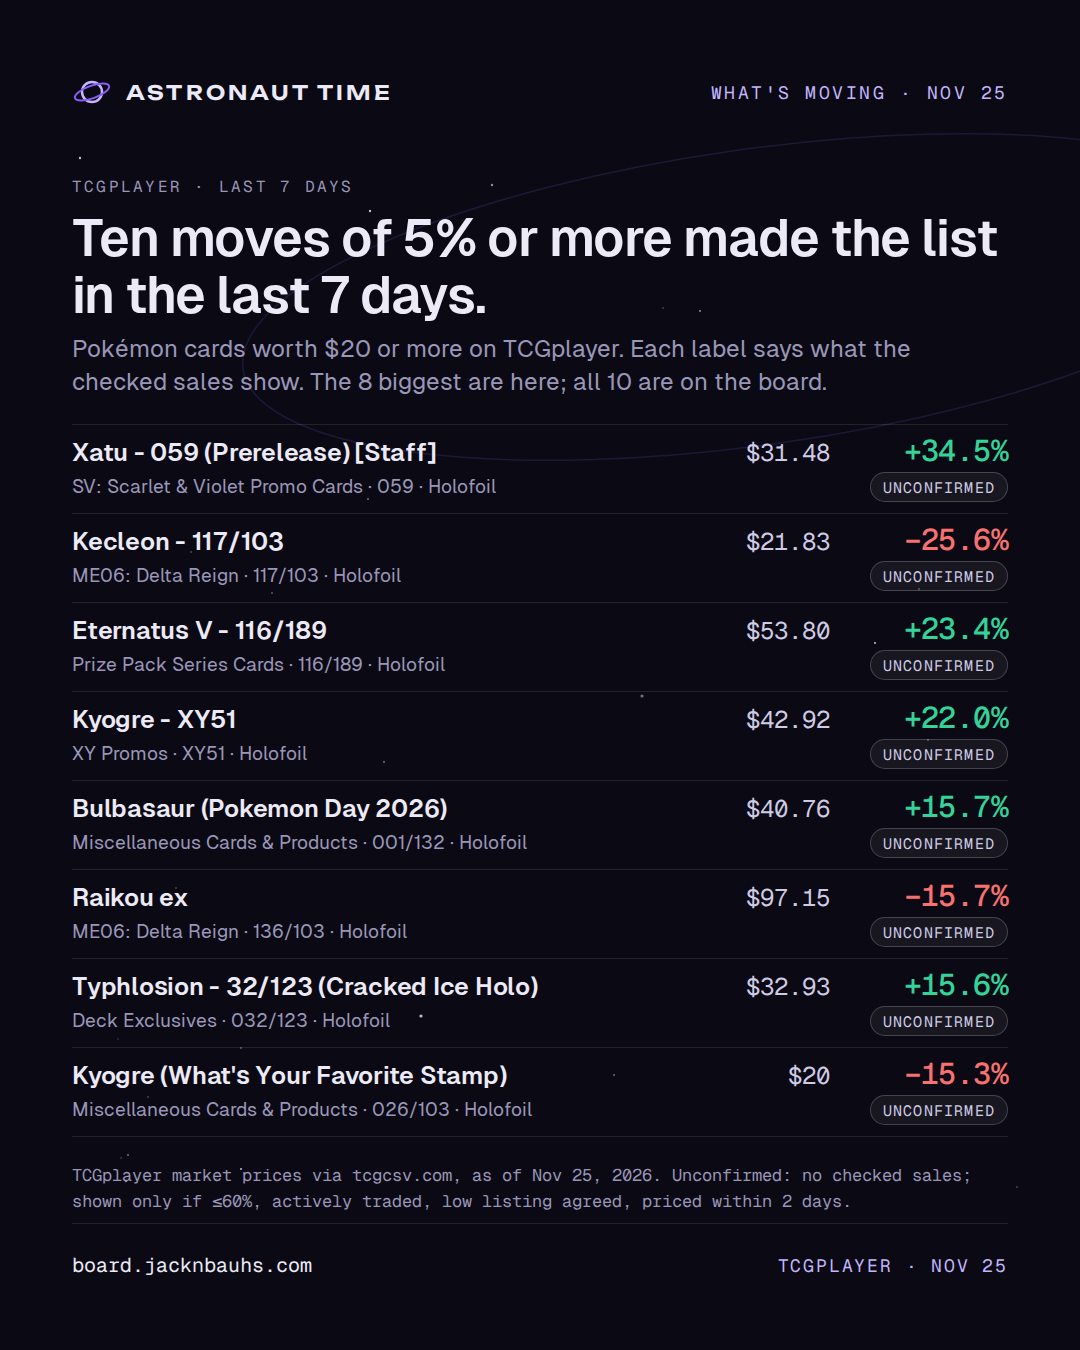 ASTRONAUT TIME
WHAT'S MOVING · NOV 25
TCGPLAYER · LAST 7 DAYS
Ten moves of 5% or more made the list
in the last 7 days.
Pokémon cards worth $20 or more on TCGplayer. Each label says what the
checked sales show. The 8 biggest are here; all 10 are on the board.
Xatu - 059 (Prerelease) [Staff] $31.48 +34.5%
SV: Scarlet & Violet Promo Cards · 059 · Holofoil UNCONFIRMED
Kecleon - 117/103 $21.83 −25.6%
ME06: Delta Reign · 117/103 · Holofoil UNCONFIRMED
Eternatus V - 116/189 $53.80 +23.4%
Prize Pack Series Cards · 116/189 · Holofoil UNCONFIRMED
Kyogre - XY51 $42.92 +22.0%
XY Promos · XY51 · Holofoil UNCONFIRMED
Bulbasaur (Pokemon Day 2026) $40.76 +15.7%
Miscellaneous Cards & Products · 001/132 · Holofoil UNCONFIRMED
Raikou ex $97.15 −15.7%
ME06: Delta Reign · 136/103 · Holofoil UNCONFIRMED
Typhlosion - 32/123 (Cracked Ice Holo) $32.93 +15.6%
Deck Exclusives · 032/123 · Holofoil UNCONFIRMED
Kyogre (What's Your Favorite Stamp) $20 −15.3%
Miscellaneous Cards & Products · 026/103 · Holofoil UNCONFIRMED
TCGplayer market prices via tcgcsv.com, as of Nov 25, 2026. Unconfirmed: no checked sales;
shown only if ≤60%, actively traded, low listing agreed, priced within 2 days.
board.jacknbauhs.com
TCGPLAYER · NOV 25